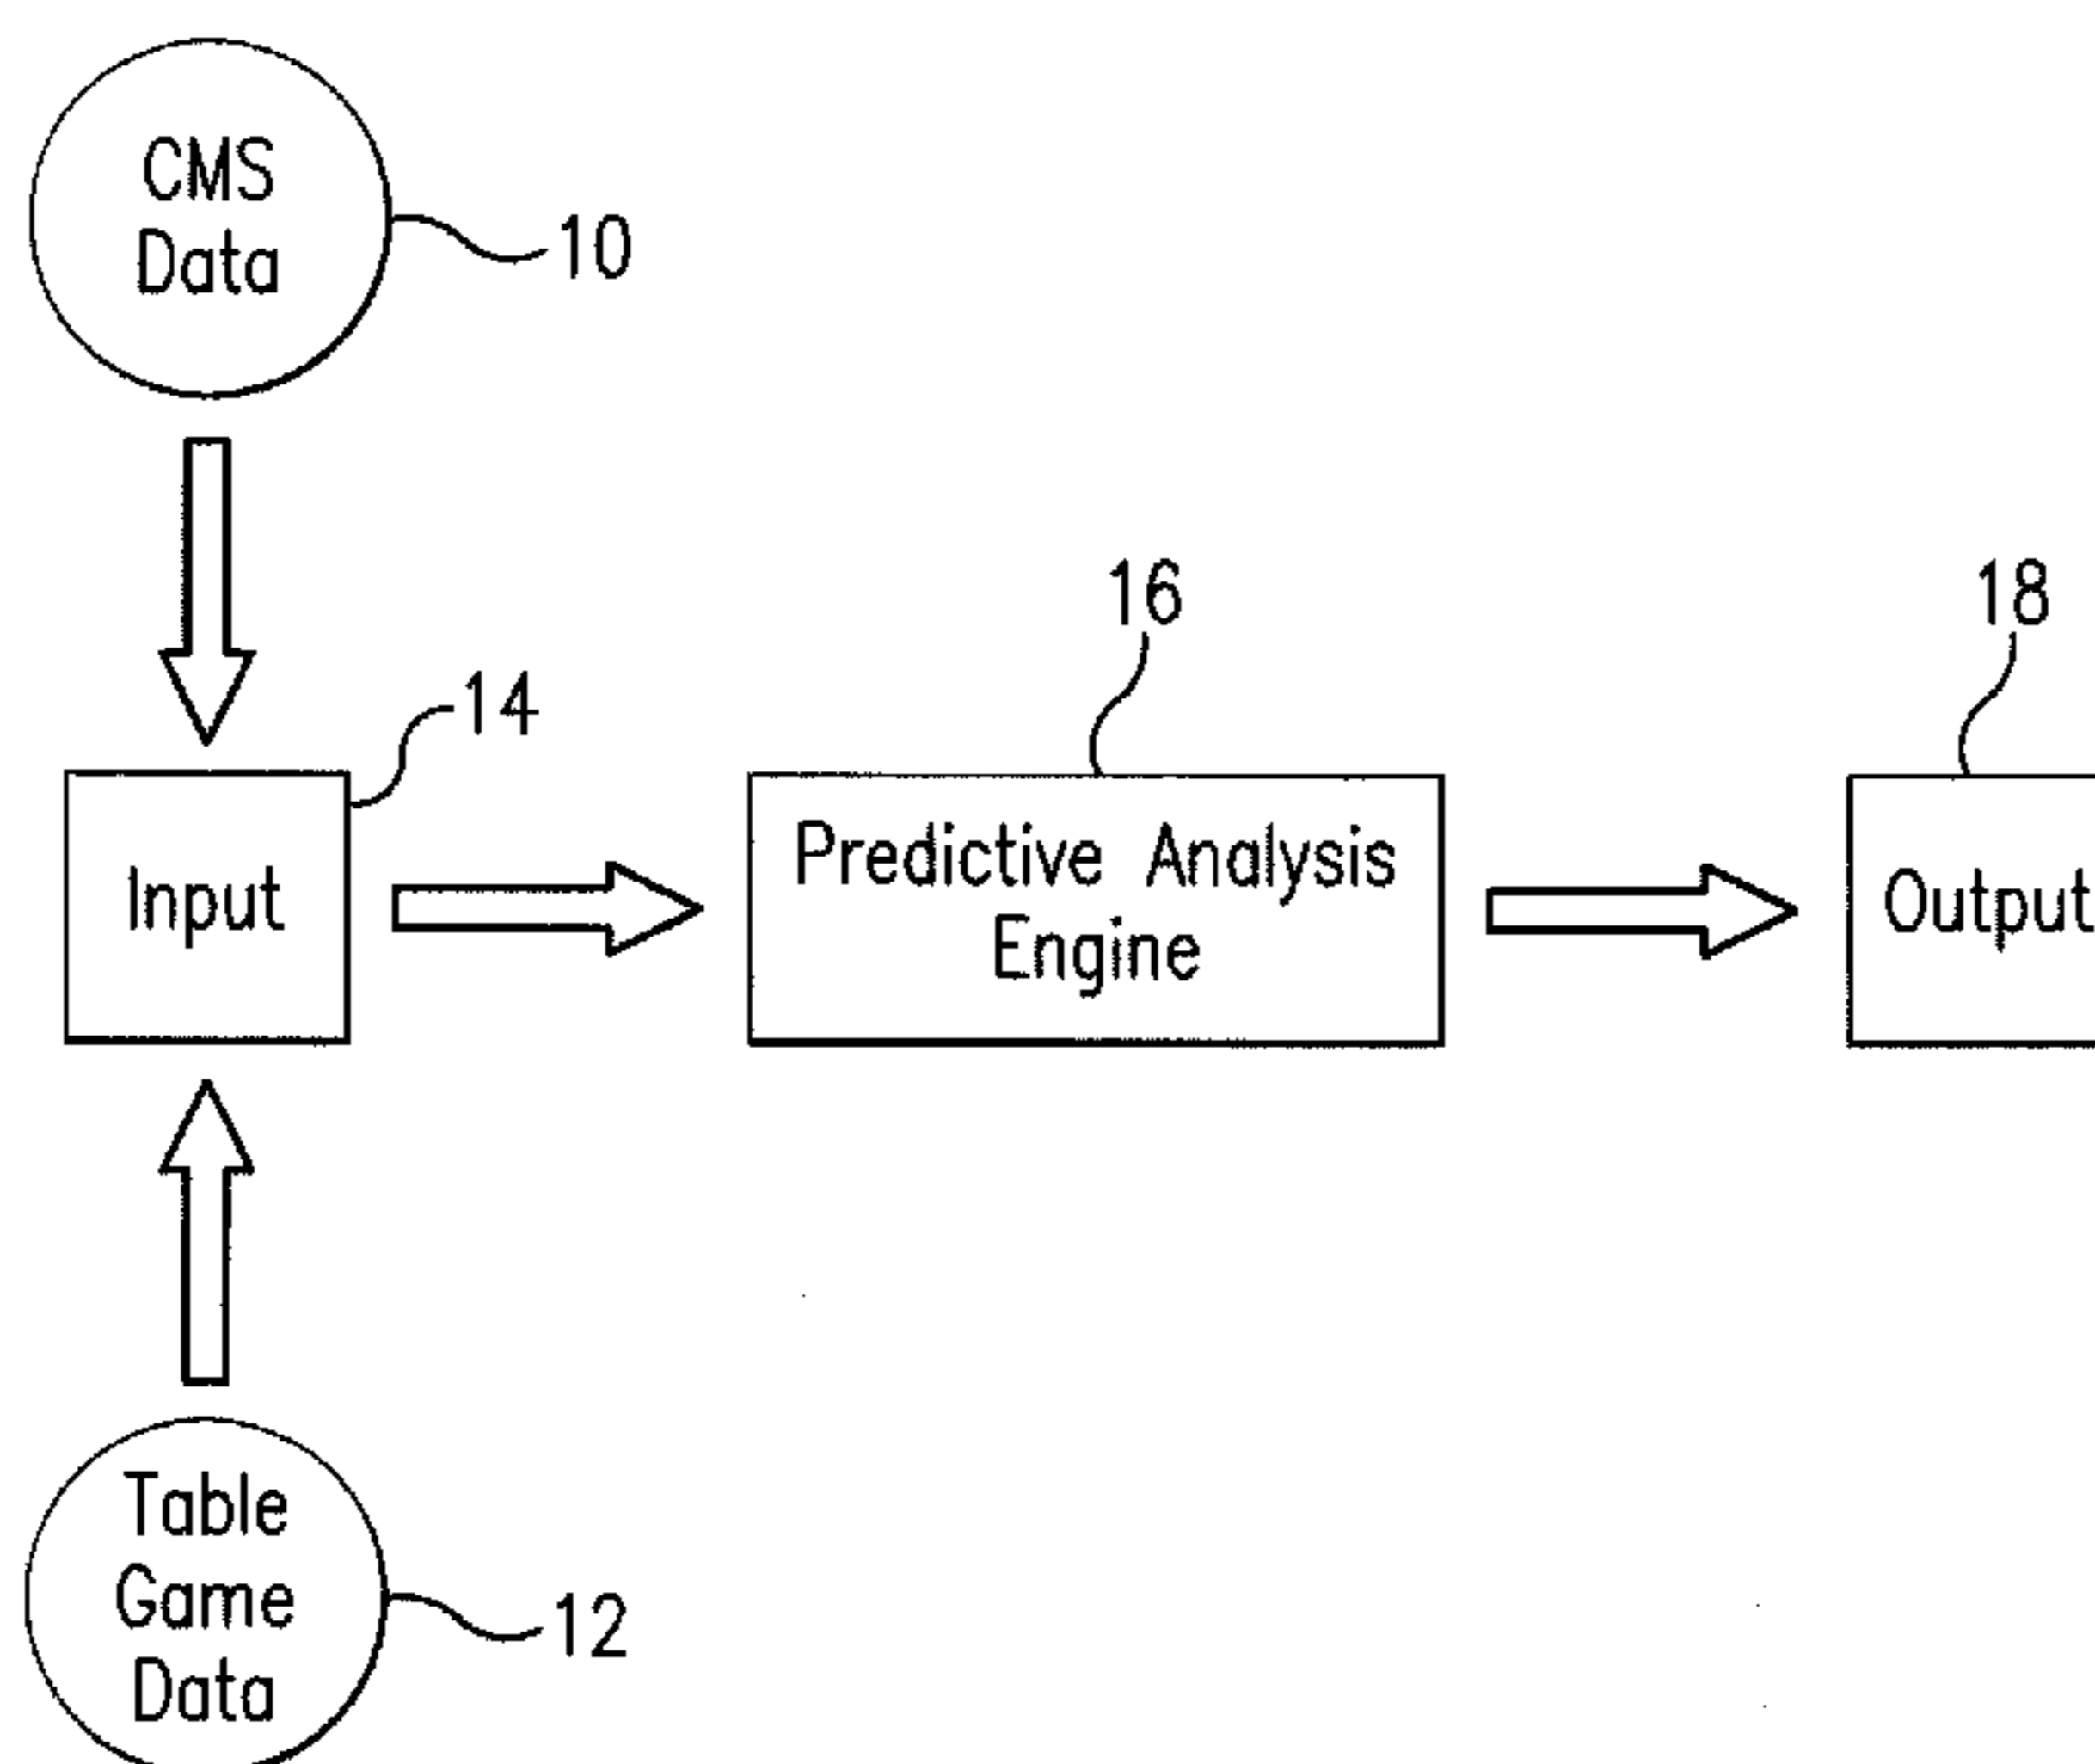 CMS
Data
10
16
18
14
Input
Predictive Analysis
Engine
Output
Table
Game
Data
12